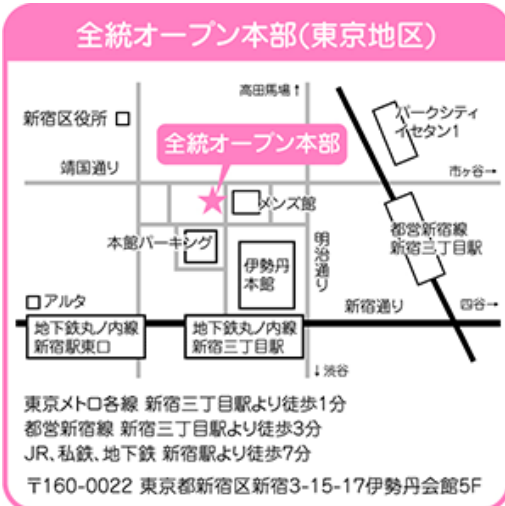 全統オープン本部(東京地区)
高田馬場↑
新宿区役所
パークシティ
イセタン1
全統オープン本部
靖国通り
市ヶ谷→
メンズ館
都営新宿線
新宿三丁目駅
本館パーキング
明治通り
伊勢丹
本館
アルタ
新宿通り
四谷→
地下鉄丸ノ内線
新宿駅東口
地下鉄丸ノ内線
新宿三丁目駅
↓渋谷
東京メトロ各線 新宿三丁目駅より徒歩1分
都営新宿線 新宿三丁目駅より徒歩3分
JR、私鉄、地下鉄 新宿駅より徒歩7分
〒160-0022 東京都新宿区新宿3-15-17伊勢丹会館5F